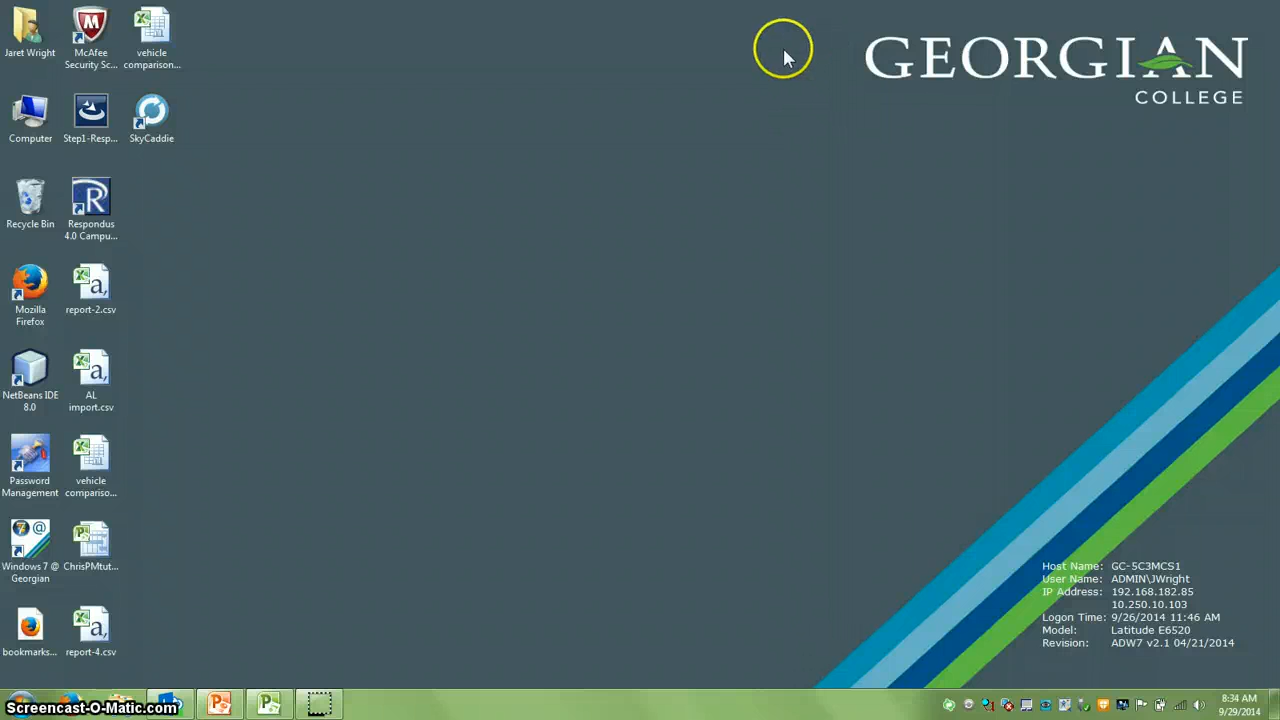 Jaret Wright
McAfee
Security Sc...
vehicle
comparison...
Computer
Step1-Resp...
SkyCaddie
Recycle Bin
Respondus
4.0 Campu...
Mozilla
Firefox
report-2.csv
NetBeans IDE
8.0
AL
import.csv
Password
Management
vehicle
compariso...
Windows 7 @
Georgian
ChrisPMtut...
bookmarks...
report-4.csv
GEORGIAN
COLLEGE
Host Name: GC-5C3MCS1
User Name: ADMIN\JWright
IP Address: 192.168.182.85
10.250.10.103
Logon Time: 9/26/2014 11:46 AM
Model: Latitude E6520
Revision: ADW7 v2.1 04/21/2014
Screencast-O-Matic.com
8:34 AM
9/29/2014